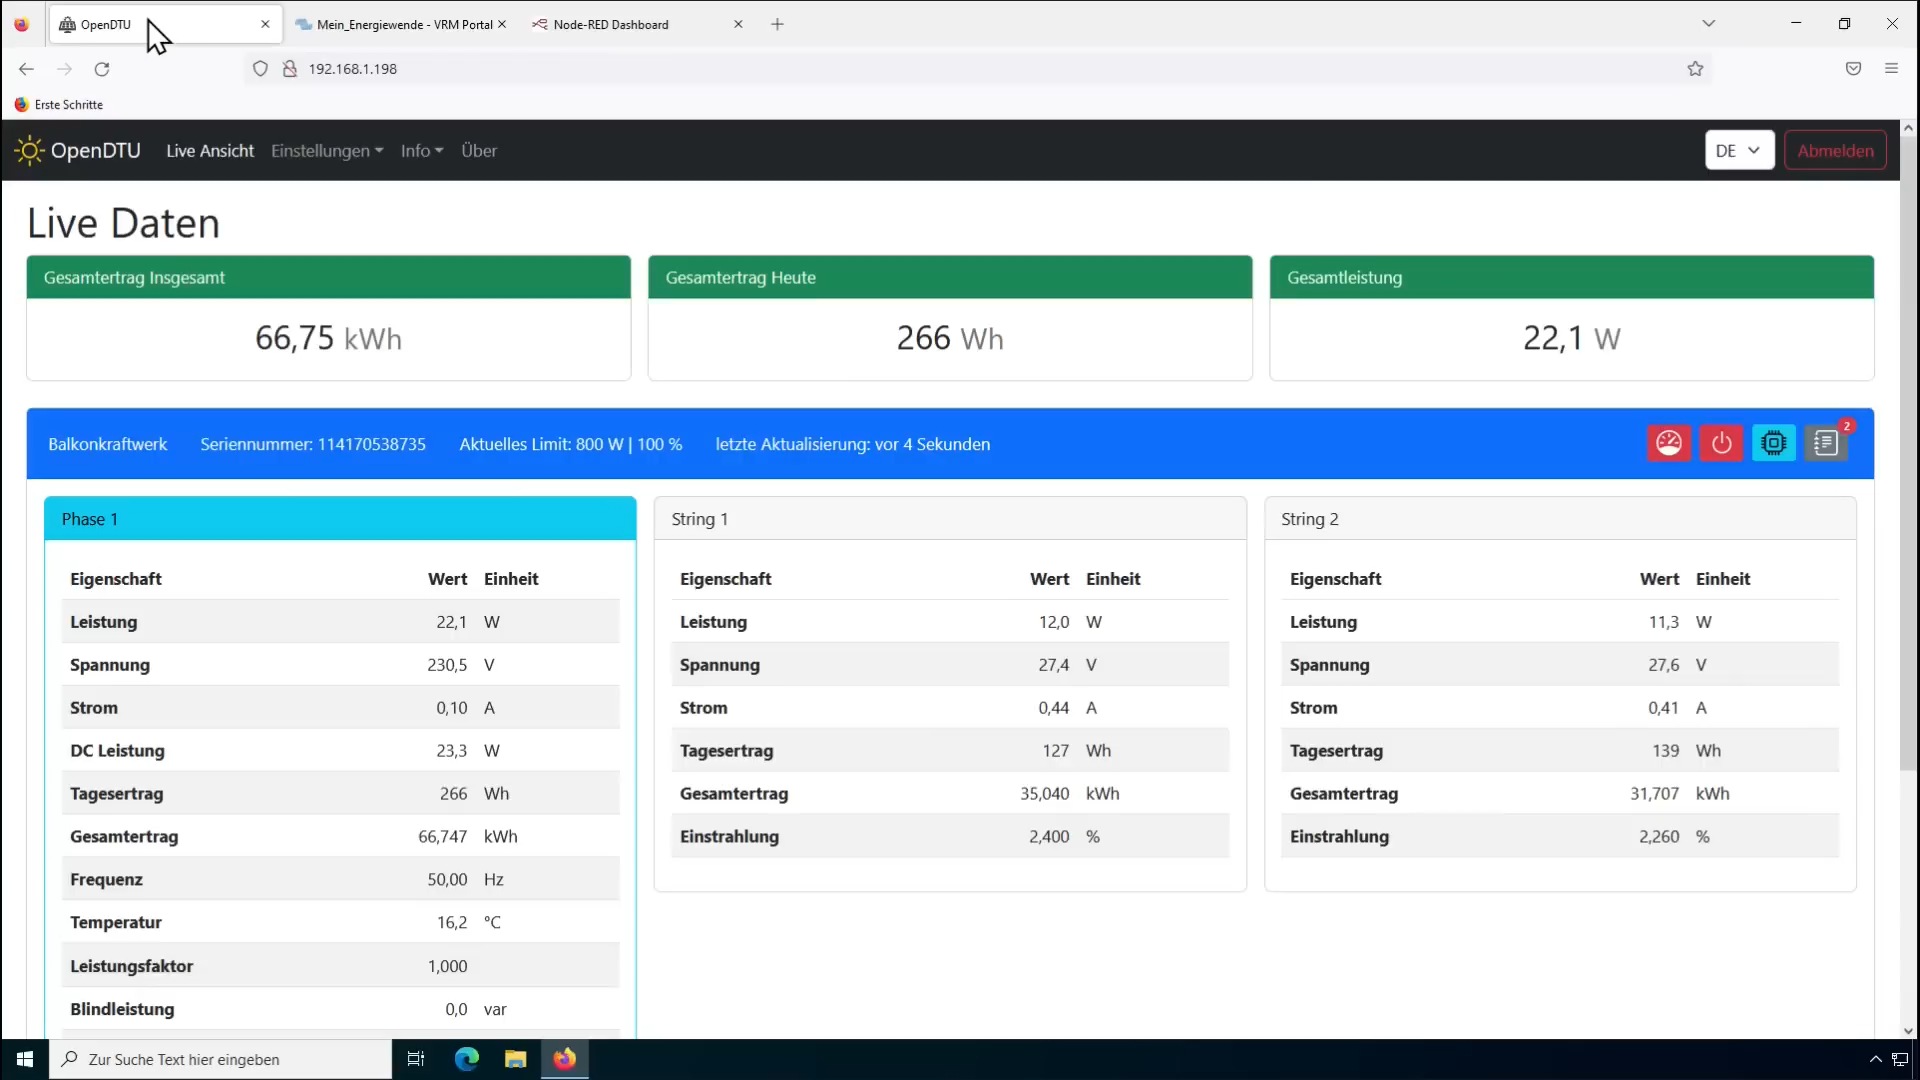 OpenDTU
Mein_Energiewende - VRM Portal
Node-RED Dashboard
192.168.1.198
Erste Schritte
OpenDTU
Live Ansicht
Einstellungen
Info
Über
DE
Abmelden
Live Daten
Gesamtertrag Insgesamt
66,75 kWh
Gesamtertrag Heute
266 Wh
Gesamtleistung
22,1 W
Balkonkraftwerk
Seriennummer: 114170538735
Aktuelles Limit: 800 W | 100 %
letzte Aktualisierung: vor 4 Sekunden
2
Phase 1
Eigenschaft Wert Einheit
Leistung 22,1 W
Spannung 230,5 V
Strom 0,10 A
DC Leistung 23,3 W
Tagesertrag 266 Wh
Gesamtertrag 66,747 kWh
Frequenz 50,00 Hz
Temperatur 16,2 °C
Leistungsfaktor 1,000
Blindleistung 0,0 var
String 1
Eigenschaft Wert Einheit
Leistung 12,0 W
Spannung 27,4 V
Strom 0,44 A
Tagesertrag 127 Wh
Gesamtertrag 35,040 kWh
Einstrahlung 2,400 %
String 2
Eigenschaft Wert Einheit
Leistung 11,3 W
Spannung 27,6 V
Strom 0,41 A
Tagesertrag 139 Wh
Gesamtertrag 31,707 kWh
Einstrahlung 2,260 %
Zur Suche Text hier eingeben